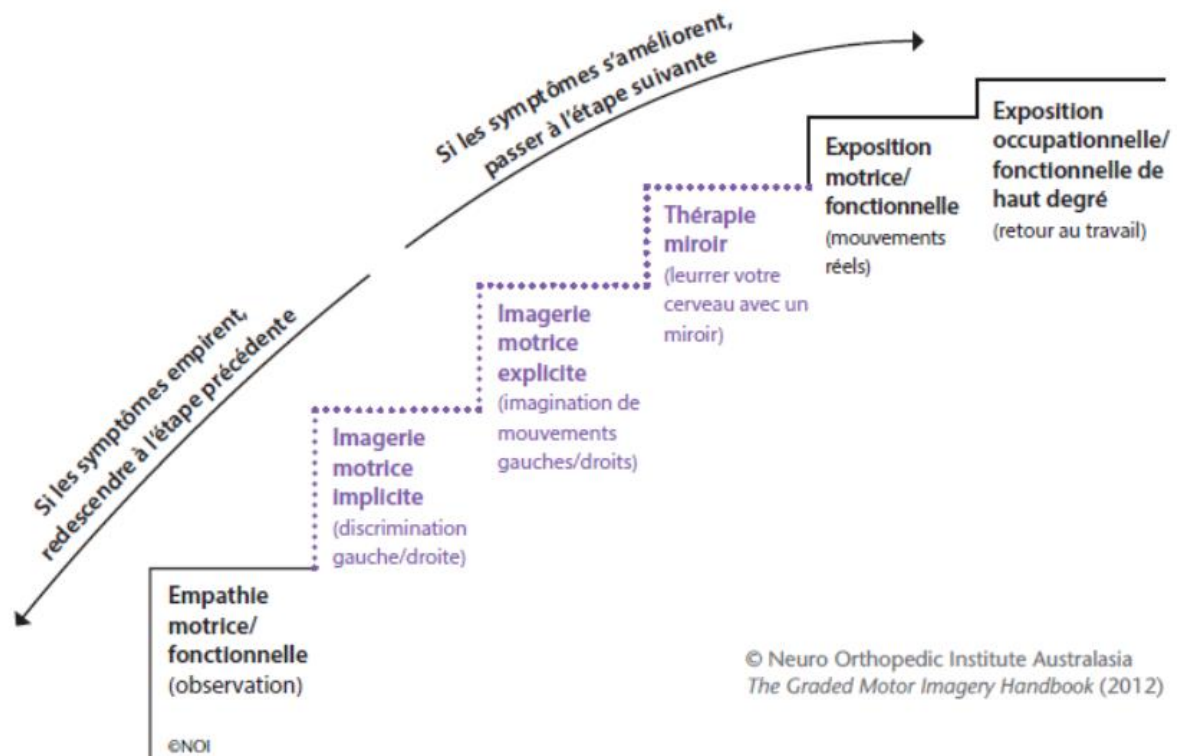 Si les symptômes s'améliorent,
passer à l'étape suivante
Si les symptômes empirent,
redescendre à l'étape précédente
Empathie
motrice/
fonctionnelle
(observation)
©NOI
Imagerie
motrice
implicite
(discrimination
gauche/droite)
Imagerie
motrice
explicite
(imagination de
mouvements
gauches/droits)
Thérapie
miroir
(leurrer votre
cerveau avec un
miroir)
Exposition
motrice/
fonctionnelle
(mouvements
réels)
Exposition
occupationnelle/
fonctionnelle de
haut degré
(retour au travail)
© Neuro Orthopedic Institute Australasia
The Graded Motor Imagery Handbook (2012)